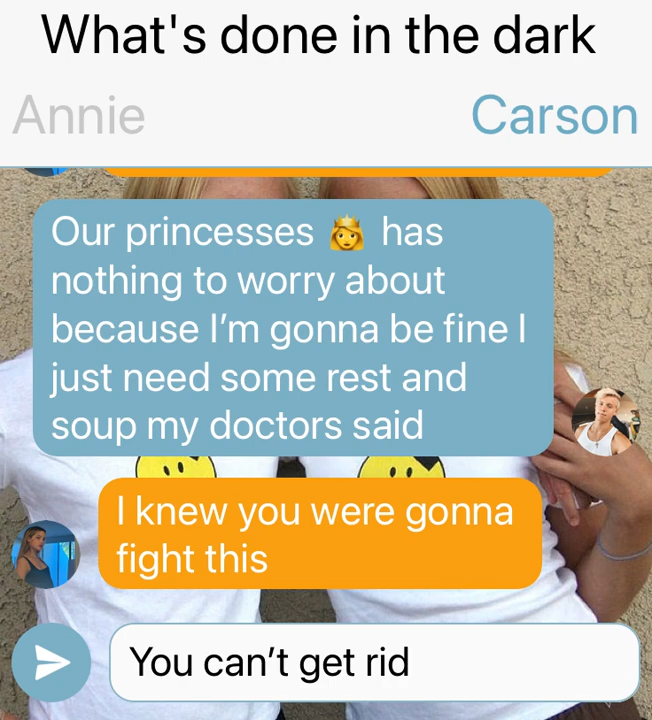 What's done in the dark
Annie
Carson
Our princesses 👸 has
nothing to worry about
because I’m gonna be fine I
just need some rest and
soup my doctors said
I knew you were gonna
fight this
You can’t get rid